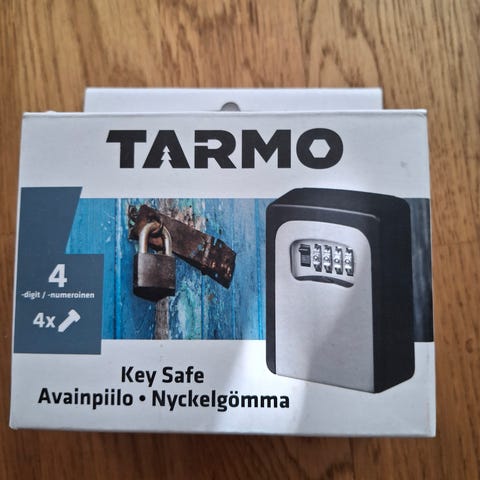 TARMO
4
-digit / -numeroinen
4x
Key Safe
Avainpiilo • Nyckelgömma